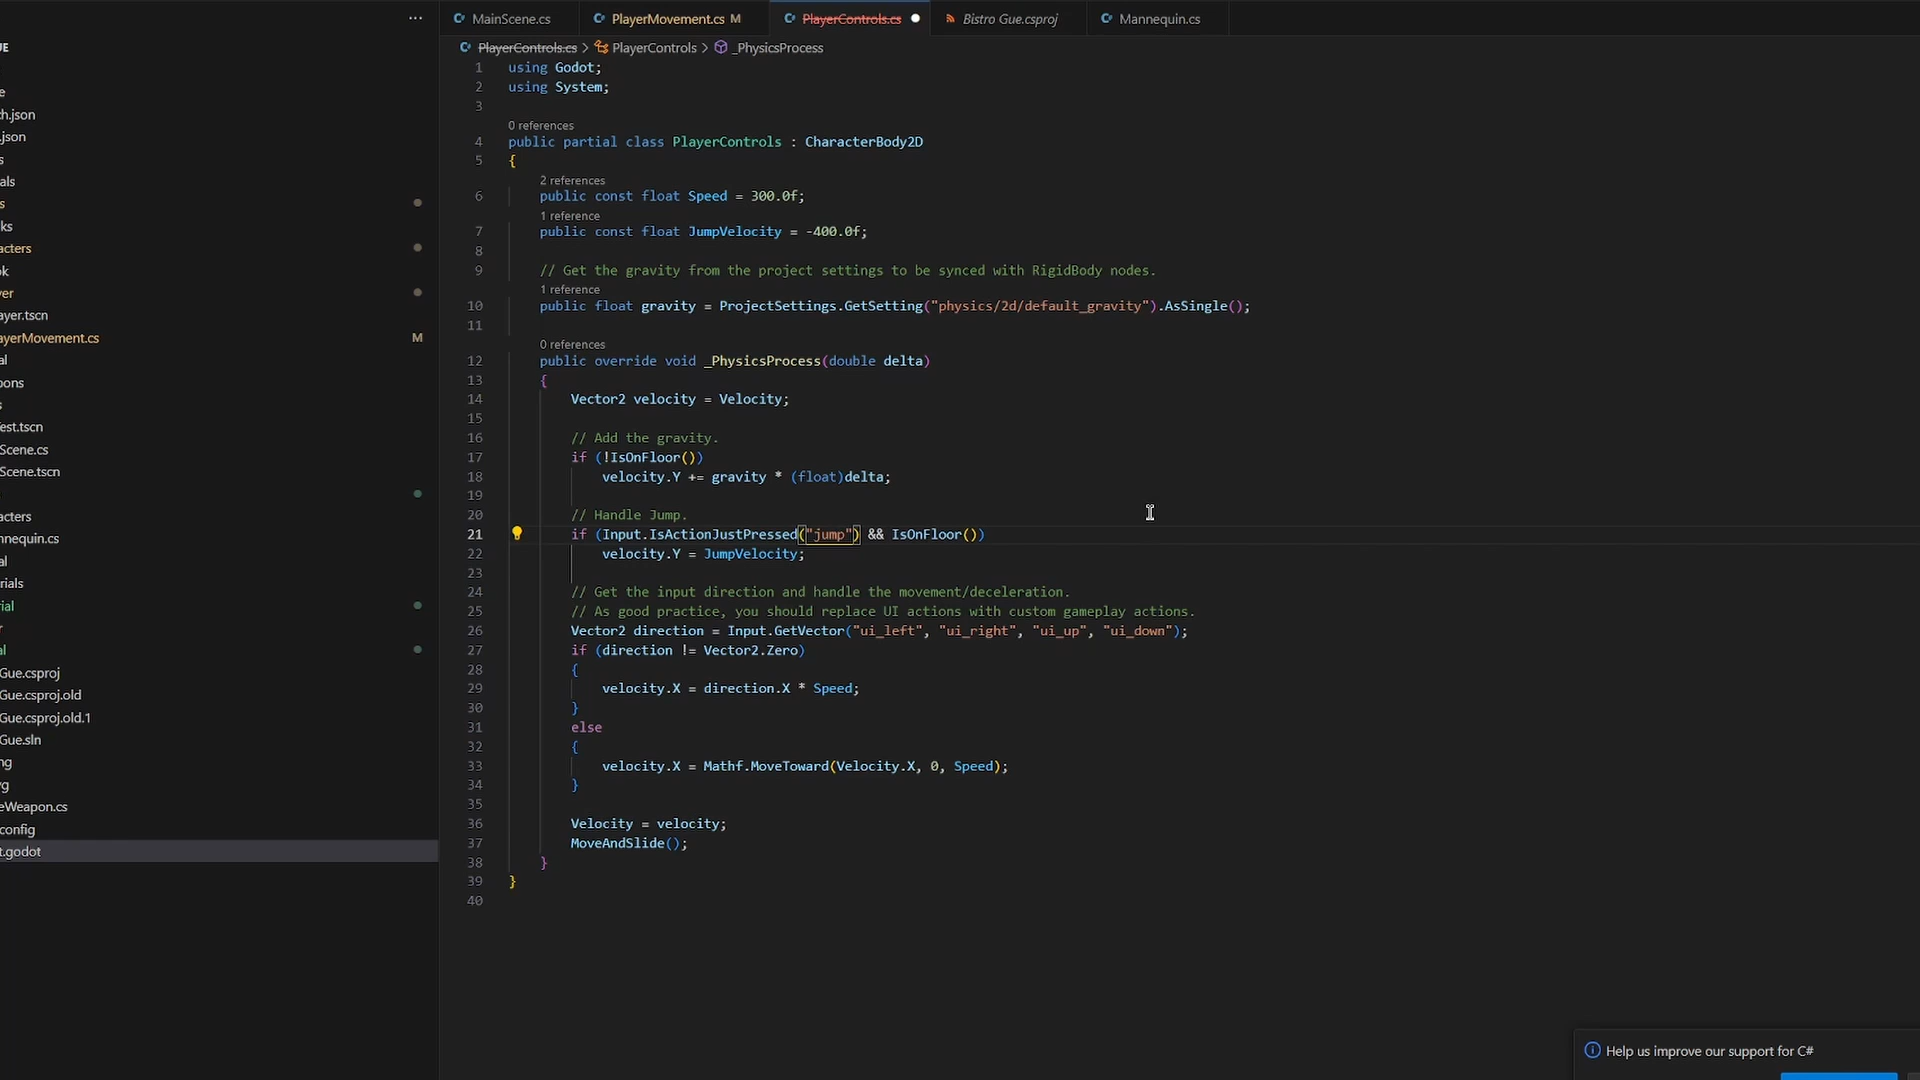 MainScene.cs
PlayerMovement.cs M
PlayerControls.cs
Bistro Gue.csproj
Mannequin.cs
PlayerControls.cs > PlayerControls > _PhysicsProcess
UE
e
ch.json
.json
s
als
s
ks
acters
ok
yer
ayer.tscn
ayerMovement.cs M
al
pons
s
Test.tscn
Scene.cs
Scene.tscn
acters
nnequin.cs
al
rials
rial
r
al
Gue.csproj
Gue.csproj.old
Gue.csproj.old.1
Gue.sln
ng
vg
eWeapon.cs
config
t.godot
1 using Godot;
2 using System;
3
0 references
4 public partial class PlayerControls : CharacterBody2D
5 {
2 references
6 public const float Speed = 300.0f;
1 reference
7 public const float JumpVelocity = -400.0f;
8
9 // Get the gravity from the project settings to be synced with RigidBody nodes.
1 reference
10 public float gravity = ProjectSettings.GetSetting("physics/2d/default_gravity").AsSingle();
11
0 references
12 public override void _PhysicsProcess(double delta)
13 {
14 Vector2 velocity = Velocity;
15
16 // Add the gravity.
17 if (!IsOnFloor())
18 velocity.Y += gravity * (float)delta;
19
20 // Handle Jump.
21 if (Input.IsActionJustPressed("jump") && IsOnFloor())
22 velocity.Y = JumpVelocity;
23
24 // Get the input direction and handle the movement/deceleration.
25 // As good practice, you should replace UI actions with custom gameplay actions.
26 Vector2 direction = Input.GetVector("ui_left", "ui_right", "ui_up", "ui_down");
27 if (direction != Vector2.Zero)
28 {
29 velocity.X = direction.X * Speed;
30 }
31 else
32 {
33 velocity.X = Mathf.MoveToward(Velocity.X, 0, Speed);
34 }
35
36 Velocity = velocity;
37 MoveAndSlide();
38 }
39 }
40
Help us improve our support for C#